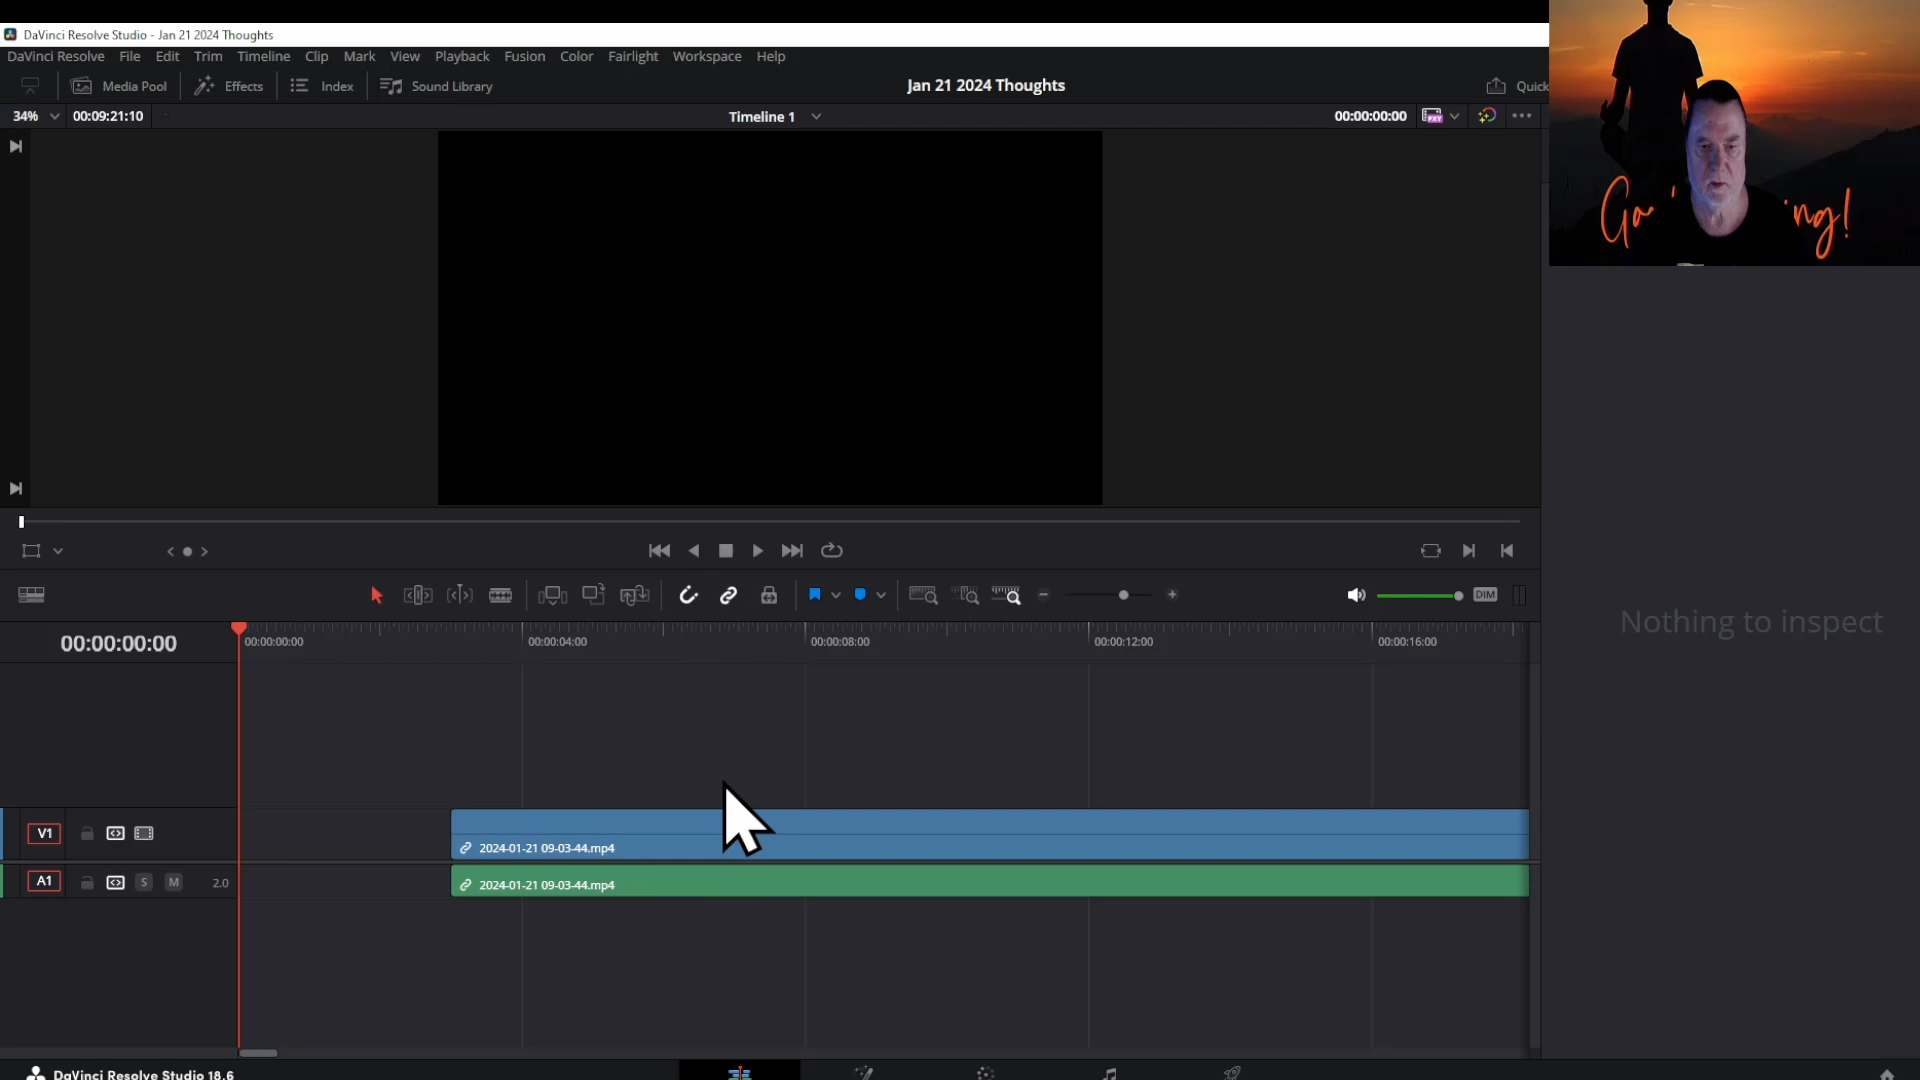 DaVinci Resolve Studio - Jan 21 2024 Thoughts
DaVinci Resolve File Edit Trim Timeline Clip Mark View Playback Fusion Color Fairlight Workspace Help
Media Pool Effects Index Sound Library Jan 21 2024 Thoughts Quick
34% 00:09:21:10 Timeline 1 00:00:00:00
DIM
00:00:00:00 00:00:00:00 00:00:04:00 00:00:08:00 00:00:12:00 00:00:16:00
Nothing to inspect
V1
2024-01-21 09-03-44.mp4
A1 S M 2.0
2024-01-21 09-03-44.mp4
DaVinci Resolve Studio 18.6